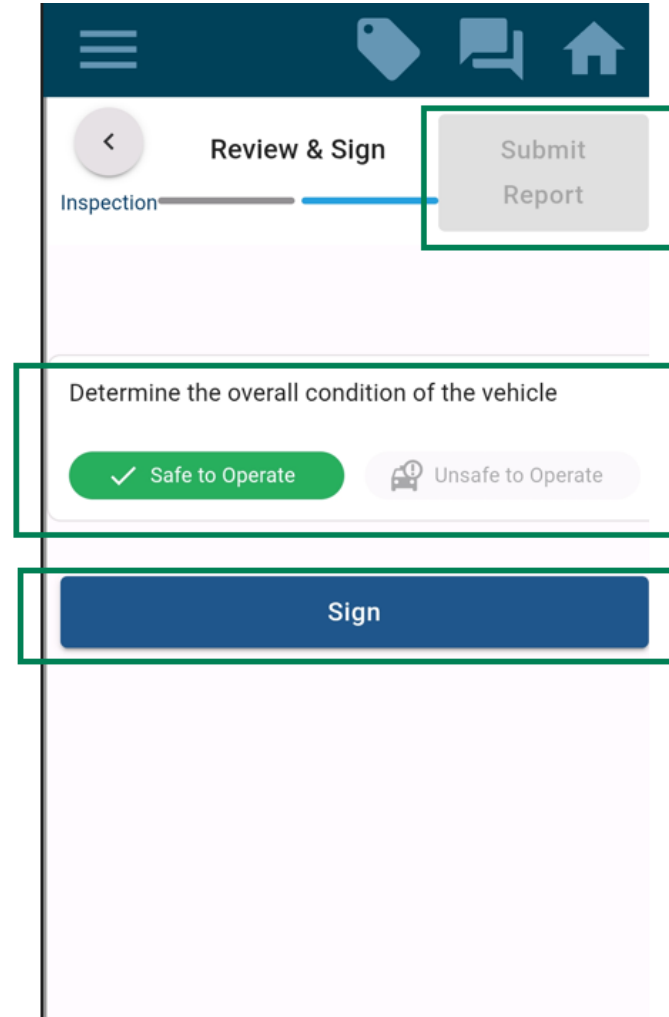 Review & Sign
Submit
Report
Inspection
Determine the overall condition of the vehicle
Safe to Operate
Unsafe to Operate
Sign